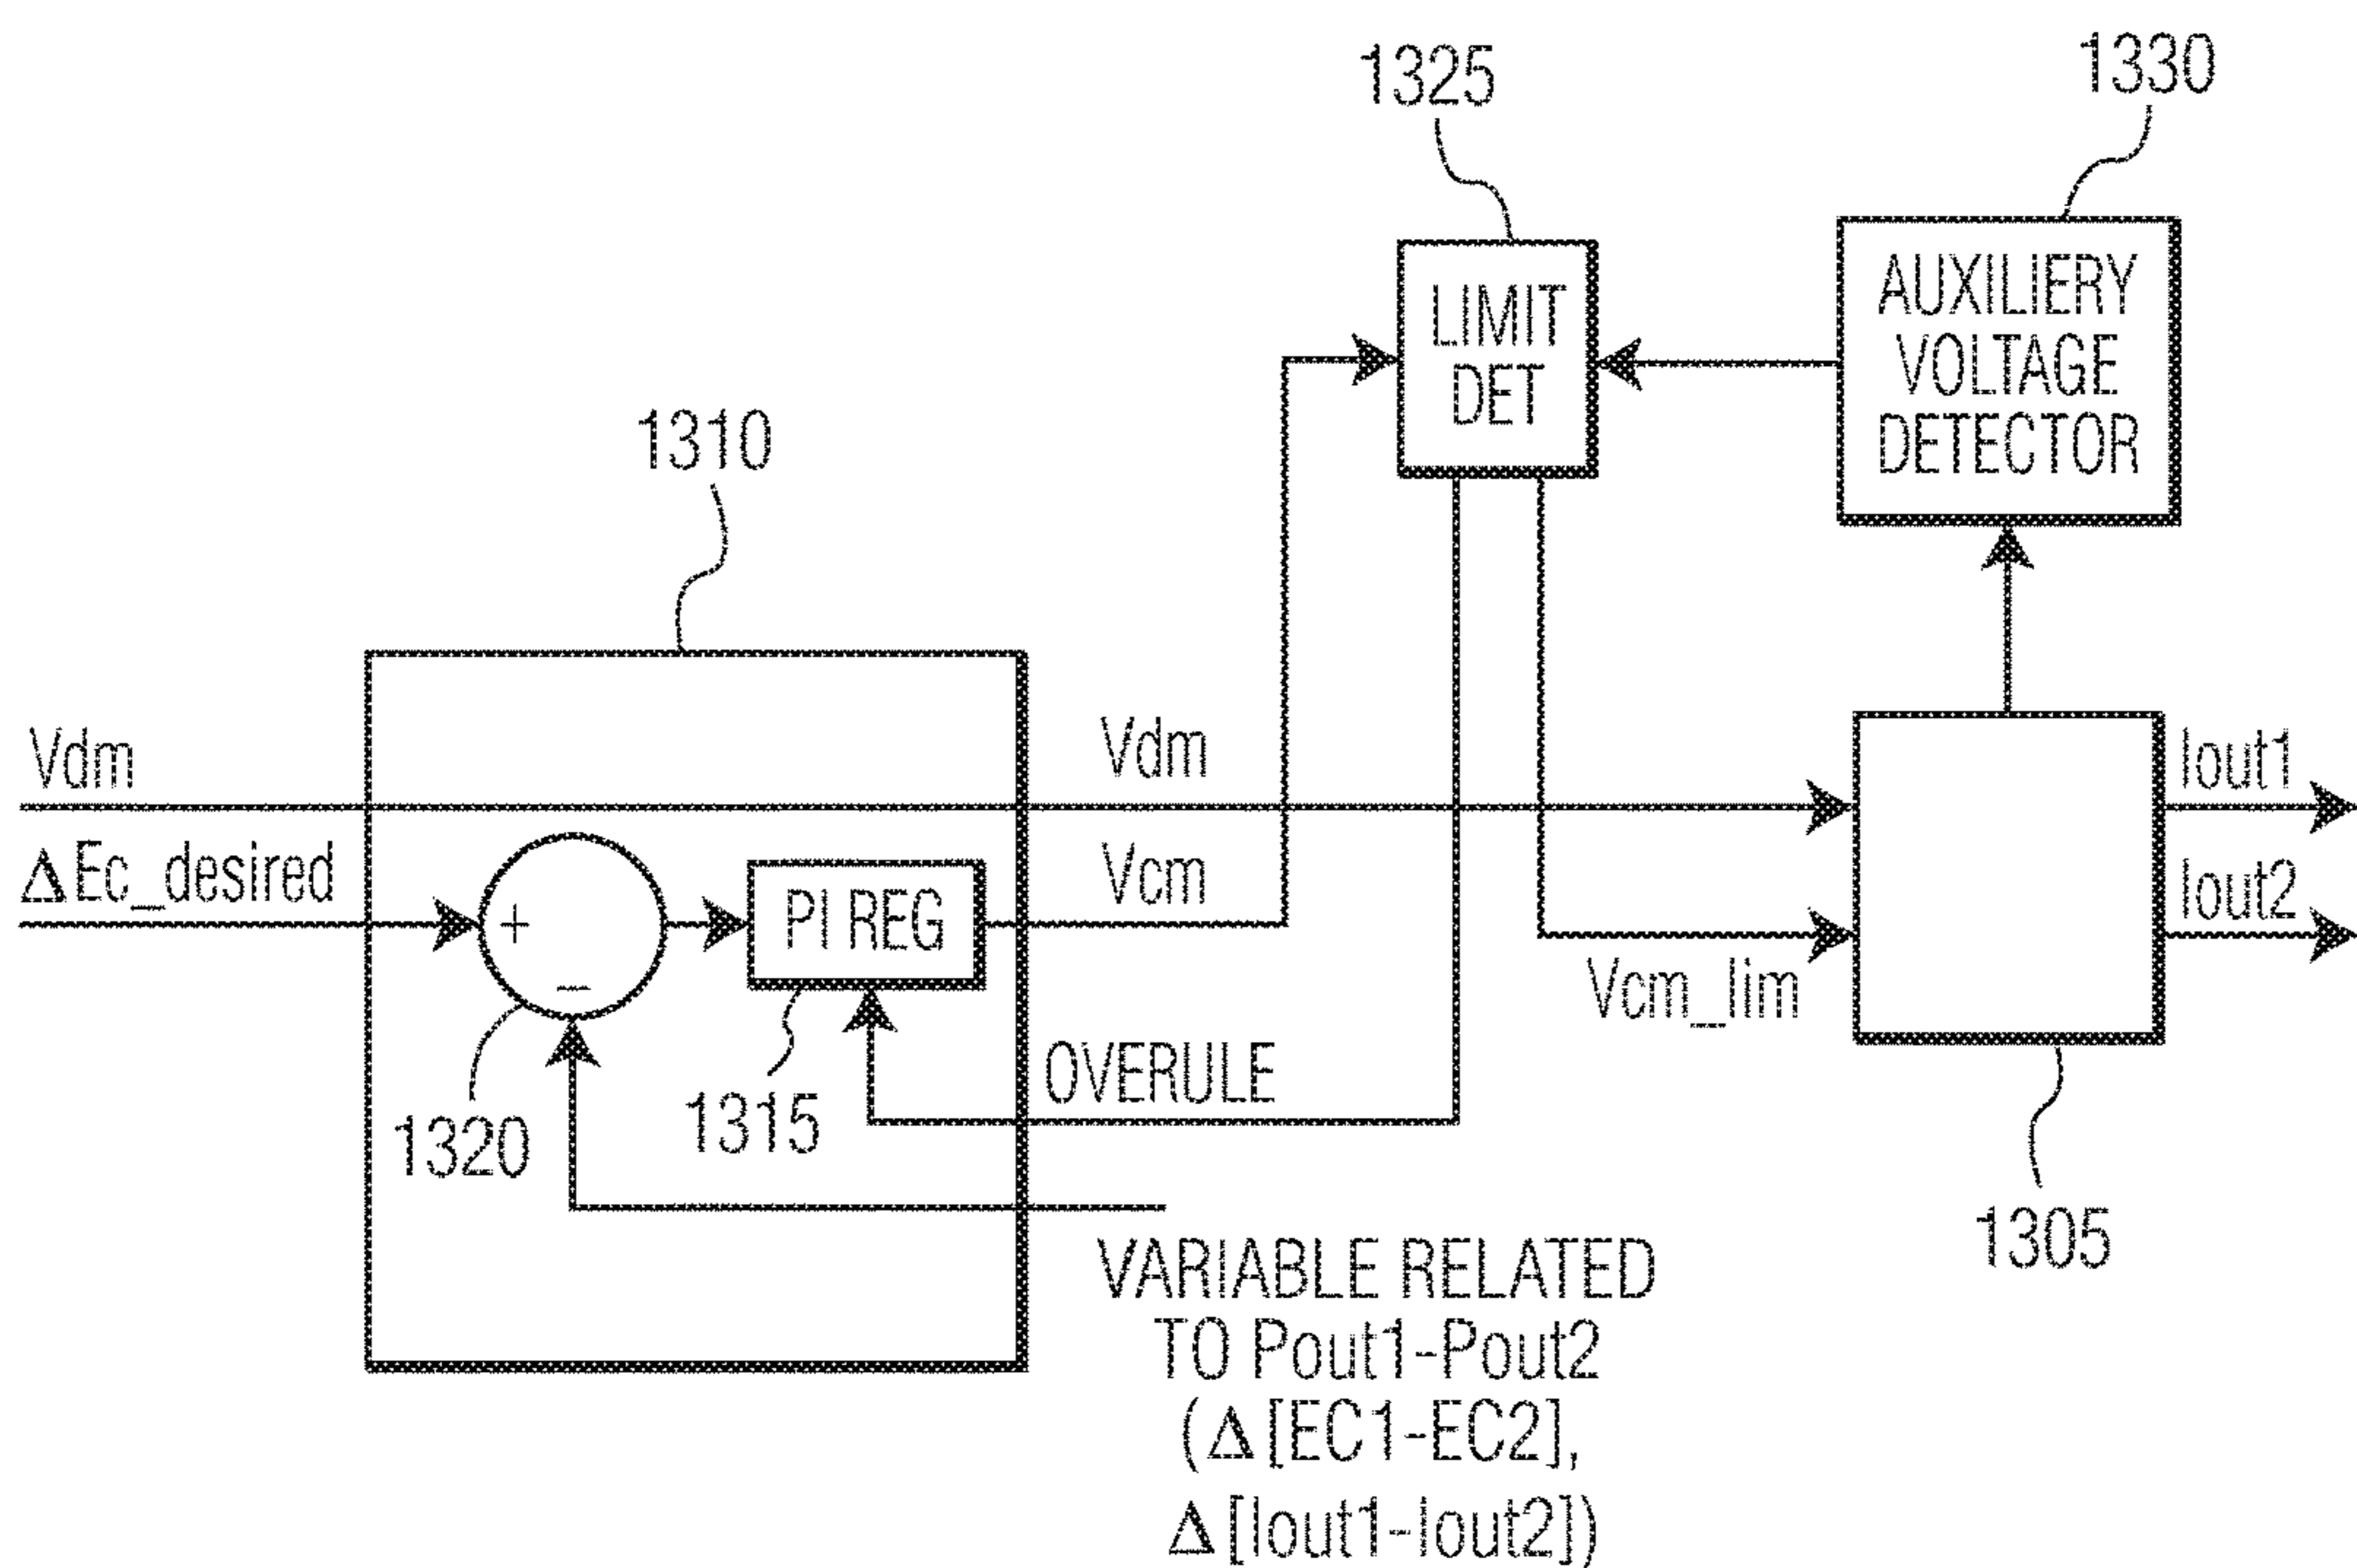 1325
1330
LIMIT
DET
AUXILIERY
VOLTAGE
DETECTOR
1310
Vdm
Vdm
Iout1
ΔEc_desired
Vcm
Iout2
+
PI REG
−
Vcm_lim
OVERULE
1320
1315
1305
VARIABLE RELATED
TO Pout1-Pout2
(Δ[EC1-EC2],
Δ[Iout1-Iout2])